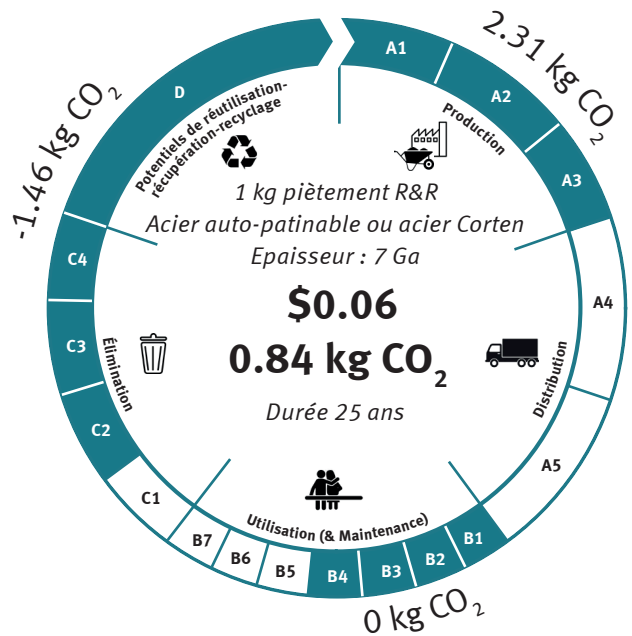 A1
A2
A3
2.31 kg CO2
Production
A4
A5
Distribution
B1
B2
B3
B4
B5
B6
B7
0 kg CO2
Utilisation (& Maintenance)
C1
C2
C3
C4
Élimination
D
-1.46 kg CO2
Potentiels de réutilisation-
récupération-recyclage
1 kg piètement R&R
Acier auto-patinable ou acier Corten
Epaisseur : 7 Ga
$0.06
0.84 kg CO2
Durée 25 ans